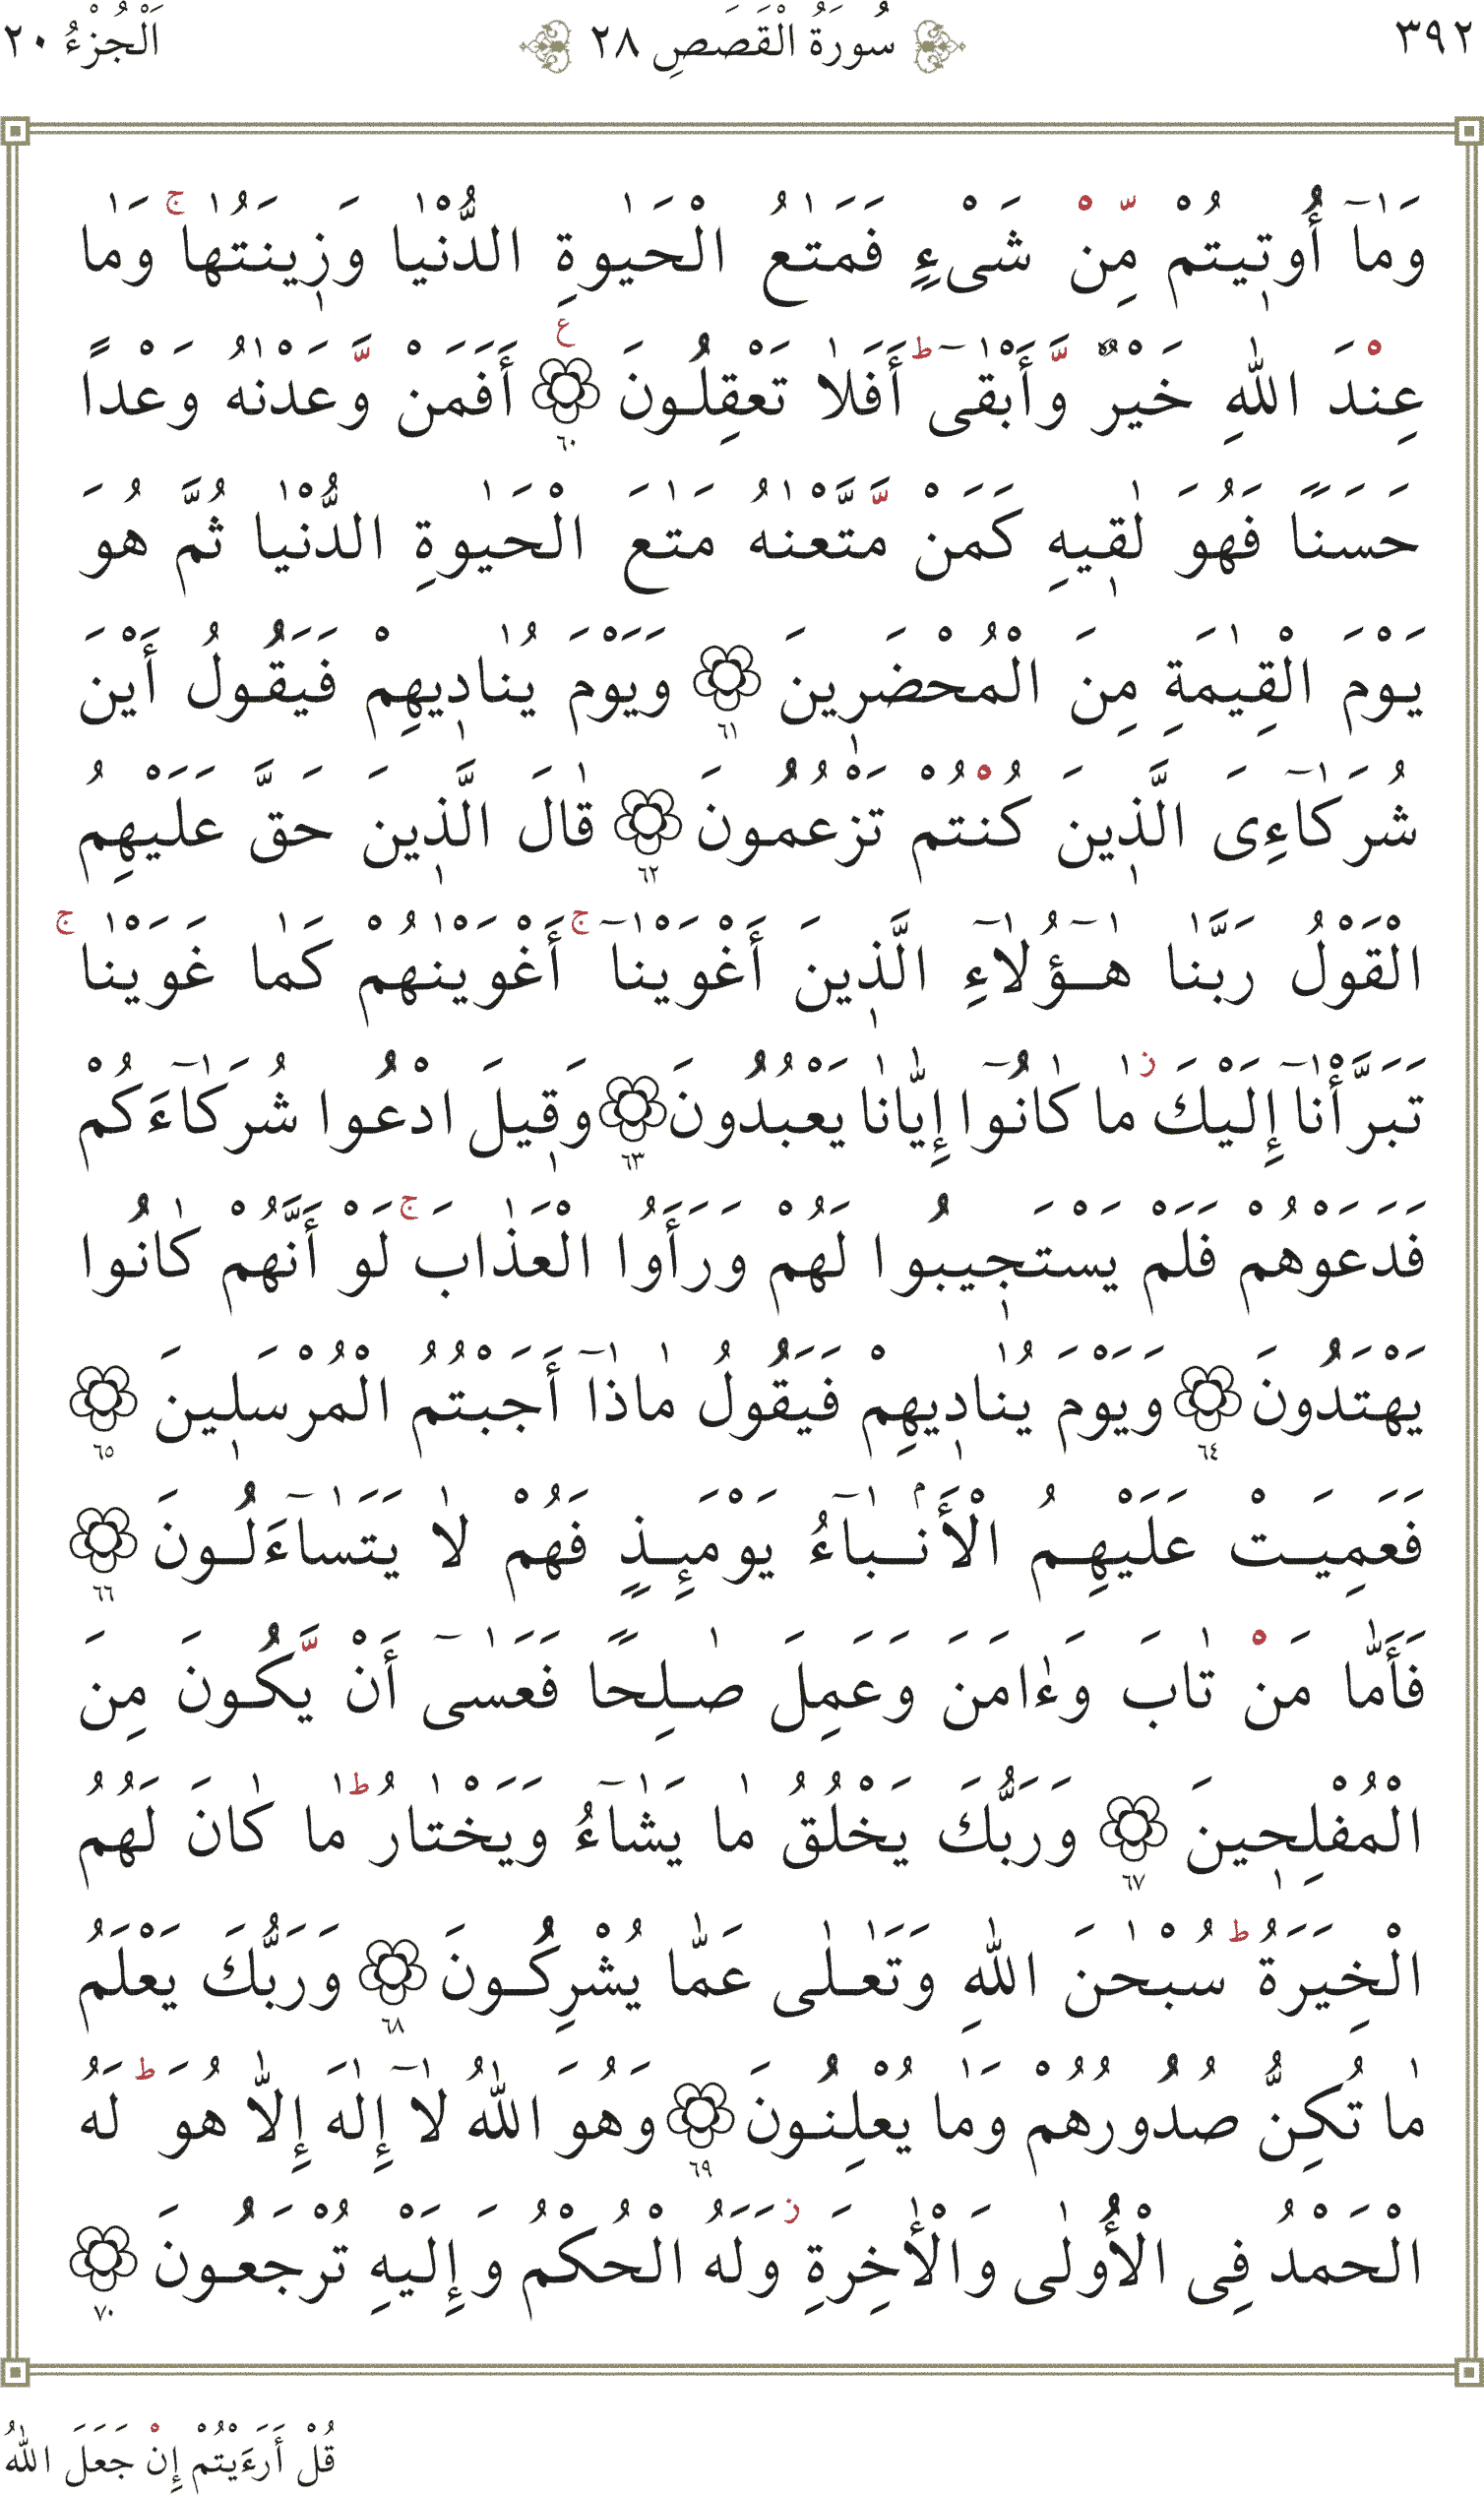 ٣٩٢ سُورَةُ الْقَصَصِ ٢٨ اَلْجُزْءُ ٢٠
وَمَآ أُوتِيتُمْ مِّنْ شَىْءٍ فَمَتٰعُ الْحَيٰوةِ الدُّنْيٰا وَزِينَتُهٰا ۚ وَمٰا
عِنْدَ اللّٰهِ خَيْرٌ وَّأَبْقٰىٓ ۭ أَفَلٰا تَعْقِلُونَ ٦٠ أَفَمَنْ وَّعَدْنٰهُ وَعْدًا
حَسَنًا فَهُوَ لٰقِيهِ كَمَنْ مَّتَّعْنٰهُ مَتٰعَ الْحَيٰوةِ الدُّنْيٰا ثُمَّ هُوَ
يَوْمَ الْقِيٰمَةِ مِنَ الْمُحْضَرِينَ ٦١ وَيَوْمَ يُنٰادِيهِمْ فَيَقُولُ أَيْنَ
شُرَكٰآءِىَ الَّذِينَ كُنْتُمْ تَزْعُمُونَ ٦٢ قٰالَ الَّذِينَ حَقَّ عَلَيْهِمُ
الْقَوْلُ رَبَّنٰا هٰٓؤُلٰآءِ الَّذِينَ أَغْوَيْنٰآ ۚ أَغْوَيْنٰهُمْ كَمٰا غَوَيْنٰا ۚ
تَبَرَّأْنٰآ إِلَيْكَ ز مٰا كٰانُوٓا إِيّٰانٰا يَعْبُدُونَ ٦٣ وَقِيلَ ادْعُوا شُرَكٰآءَكُمْ
فَدَعَوْهُمْ فَلَمْ يَسْتَجِيبُوا لَهُمْ وَرَأَوُا الْعَذٰابَ ۚ لَوْ أَنَّهُمْ كٰانُوا
يَهْتَدُونَ ٦٤ وَيَوْمَ يُنٰادِيهِمْ فَيَقُولُ مٰاذٰآ أَجَبْتُمُ الْمُرْسَلِينَ ٦٥
فَعَمِيَتْ عَلَيْهِمُ الْأَنْۢبٰآءُ يَوْمَئِذٍ فَهُمْ لٰا يَتَسٰآءَلُونَ ٦٦
فَأَمّٰا مَنْ تٰابَ وَءٰامَنَ وَعَمِلَ صٰلِحًا فَعَسٰىٓ أَنْ يَّكُونَ مِنَ
الْمُفْلِحِينَ ٦٧ وَرَبُّكَ يَخْلُقُ مٰا يَشٰآءُ وَيَخْتٰارُ ط مٰا كٰانَ لَهُمُ
الْخِيَرَةُ ط سُبْحٰنَ اللّٰهِ وَتَعٰلٰى عَمّٰا يُشْرِكُونَ ٦٨ وَرَبُّكَ يَعْلَمُ
مٰا تُكِنُّ صُدُورُهُمْ وَمٰا يُعْلِنُونَ ٦٩ وَهُوَ اللّٰهُ لٰآ إِلٰهَ إِلّٰا هُوَ ط لَهُ
الْحَمْدُ فِى الْأُولٰى وَالْأٰخِرَةِ ز وَلَهُ الْحُكْمُ وَإِلَيْهِ تُرْجَعُونَ ٧٠
قُلْ أَرَءَيْتُمْ إِنْ جَعَلَ اللّٰهُ